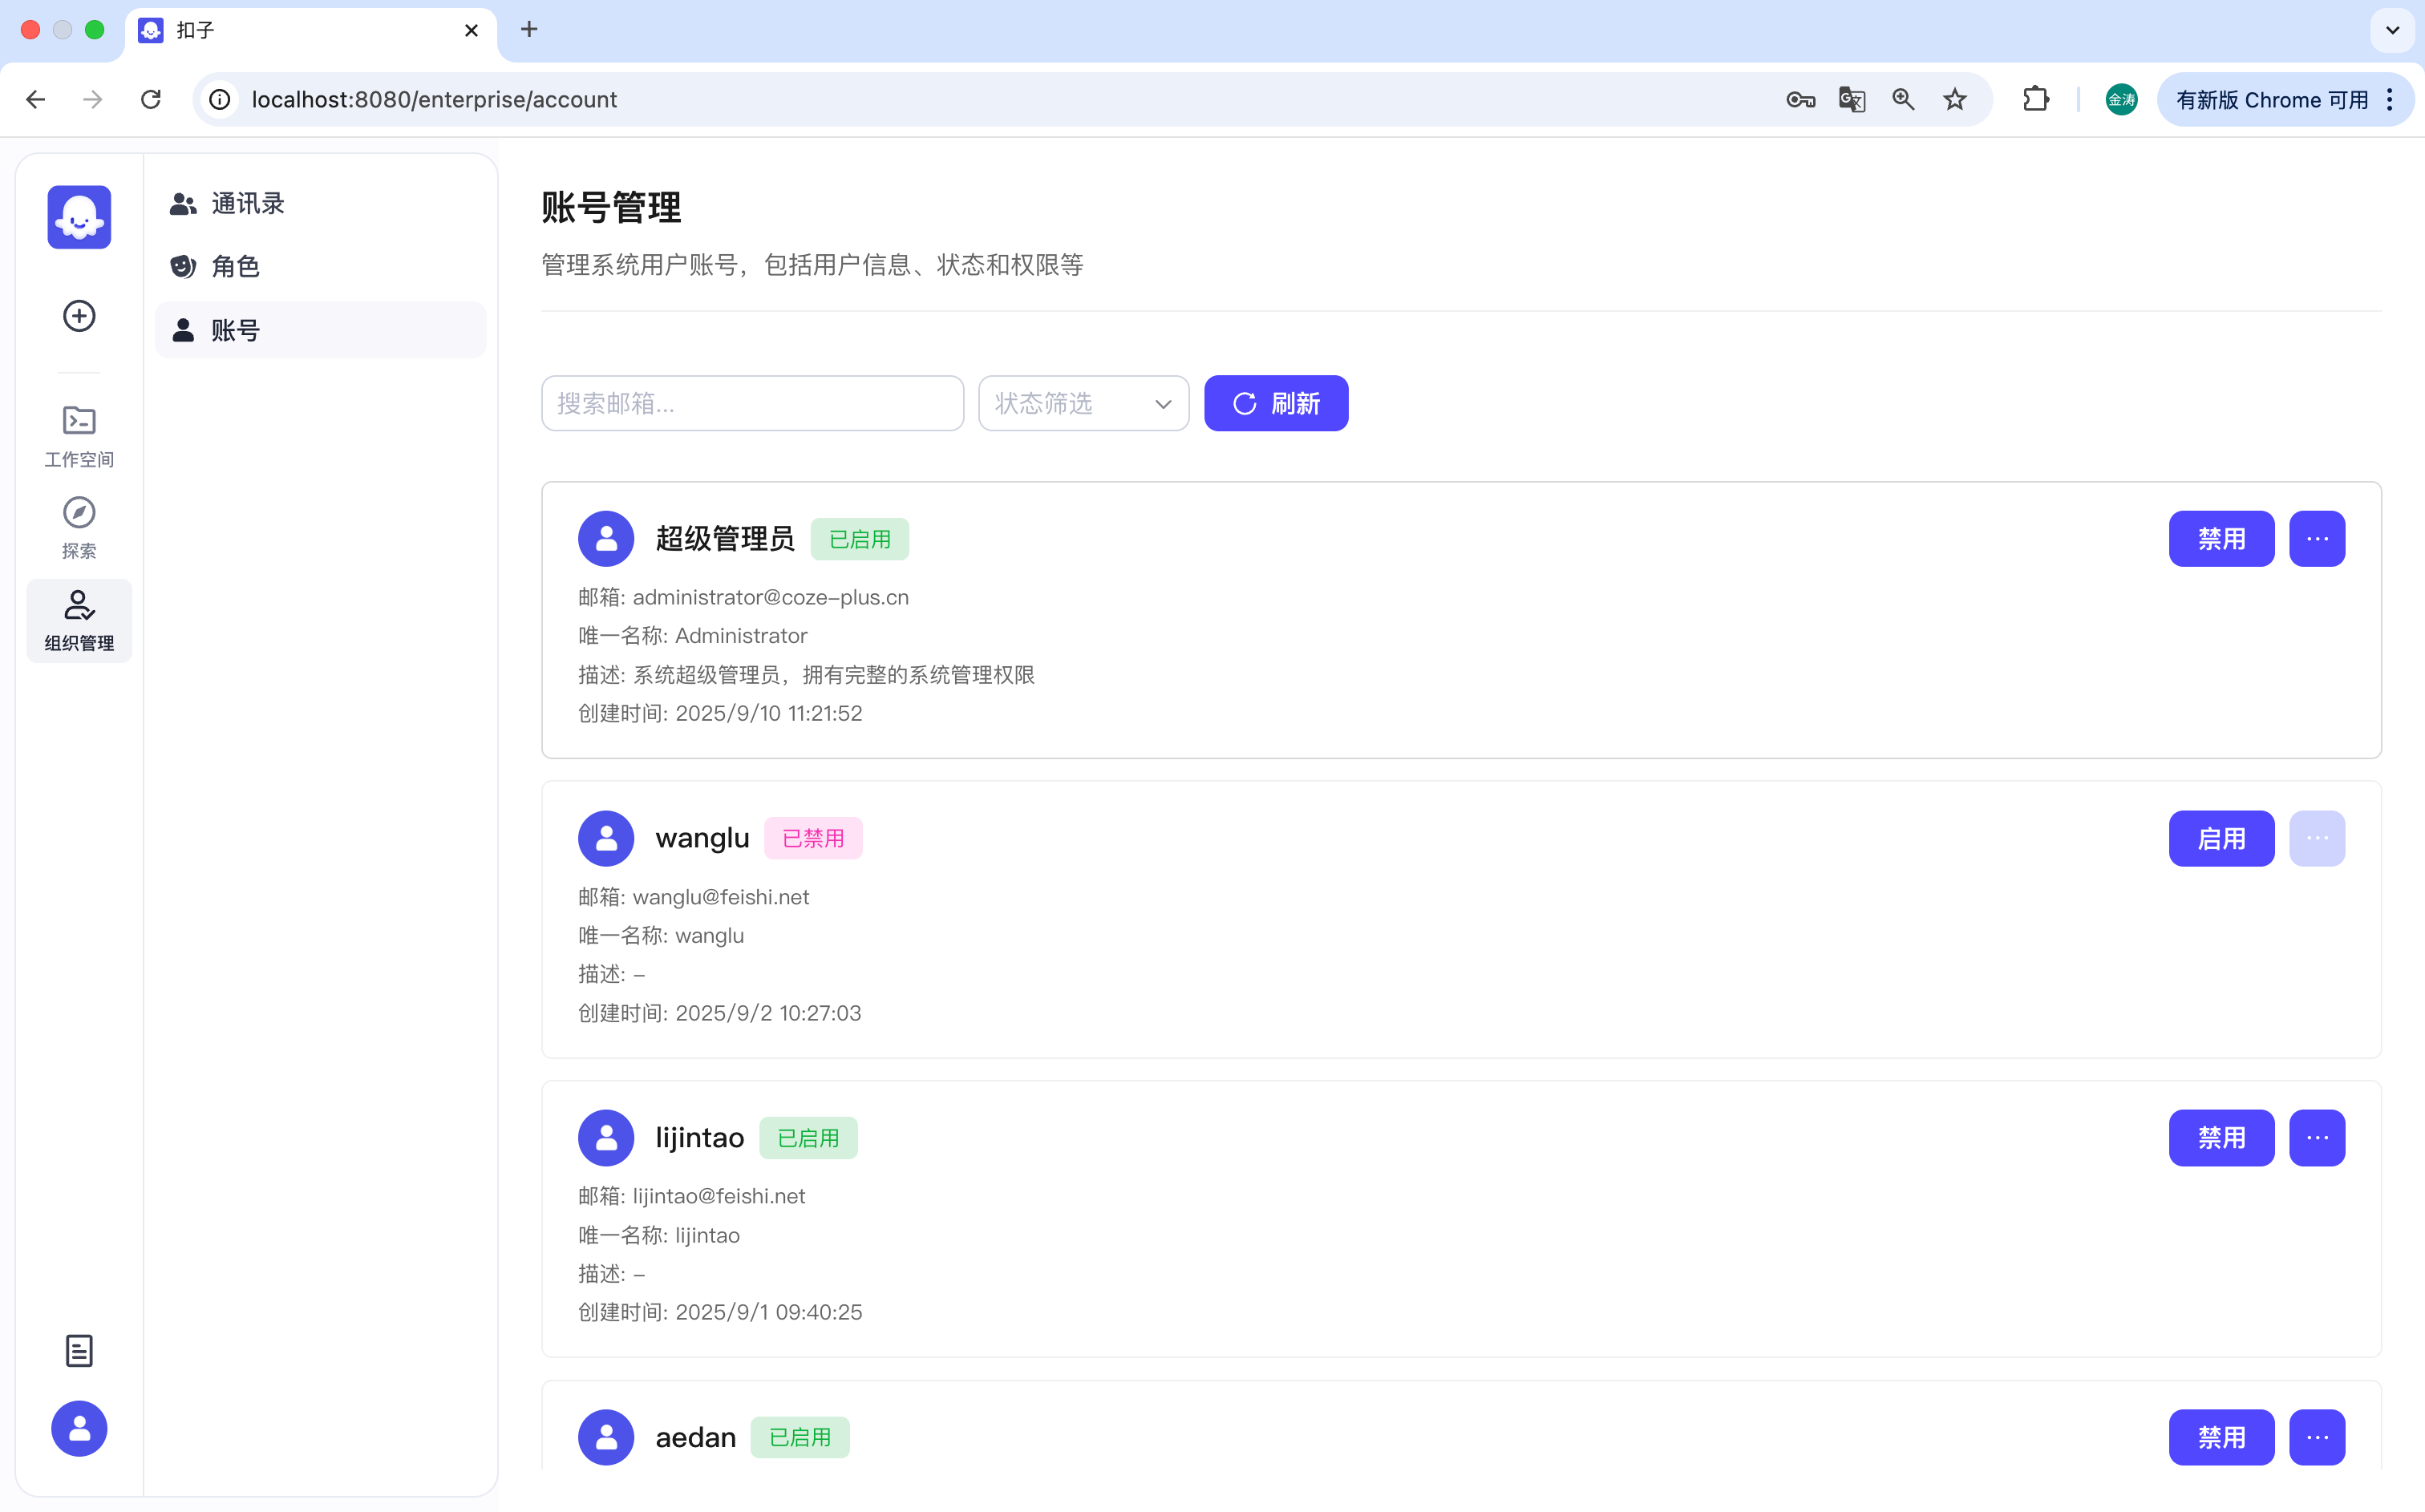 扣子
localhost:8080/enterprise/account
金涛
有新版 Chrome 可用
通讯录
角色
账号
工作空间
探索
组织管理
账号管理
管理系统用户账号，包括用户信息、状态和权限等
搜索邮箱...
状态筛选
刷新
超级管理员
已启用
禁用
邮箱: administrator@coze-plus.cn
唯一名称: Administrator
描述: 系统超级管理员，拥有完整的系统管理权限
创建时间: 2025/9/10 11:21:52
wanglu
已禁用
启用
邮箱: wanglu@feishi.net
唯一名称: wanglu
描述: -
创建时间: 2025/9/2 10:27:03
lijintao
已启用
禁用
邮箱: lijintao@feishi.net
唯一名称: lijintao
描述: -
创建时间: 2025/9/1 09:40:25
aedan
已启用
禁用